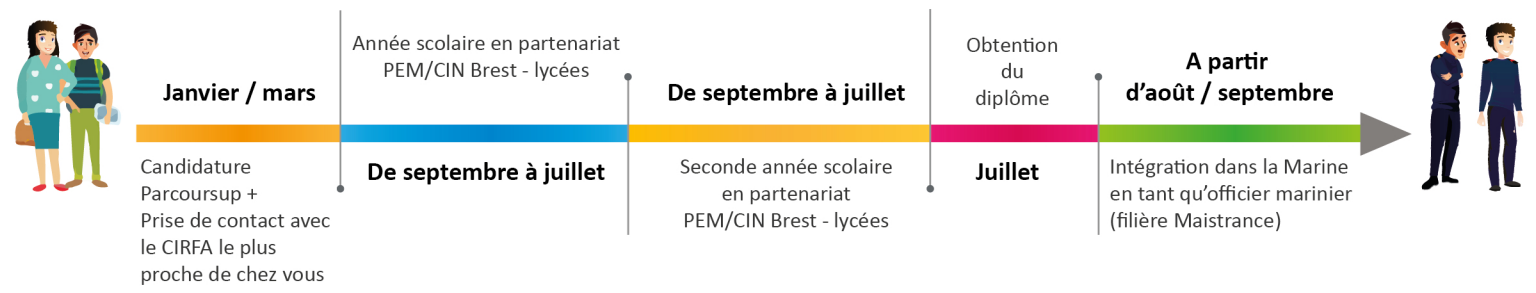 Janvier / mars
Candidature
Parcoursup +
Prise de contact avec
le CIRFA le plus
proche de chez vous
Année scolaire en partenariat
PEM/CIN Brest - lycées
De septembre à juillet
De septembre à juillet
Seconde année scolaire
en partenariat
PEM/CIN Brest - lycées
Obtention
du
diplôme
Juillet
A partir
d’août / septembre
Intégration dans la Marine
en tant qu’officier marinier
(filière Maistrance)